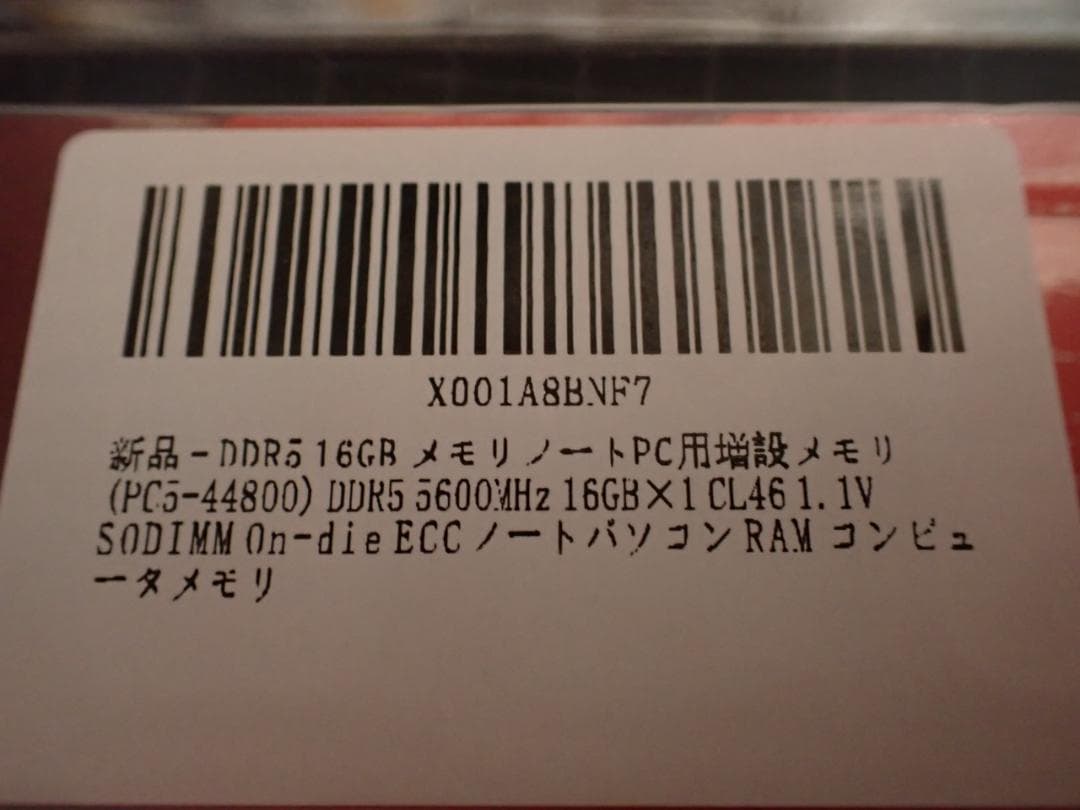 X001A8BNF7
新品-DDR5 16GB メモリ ノートPC用増設メモリ
(PC5-44800) DDR5 5600MHz 16GB×1 CL46 1.1V
SODIMM On-die ECC ノートパソコン RAM コンピュ
ータメモリ